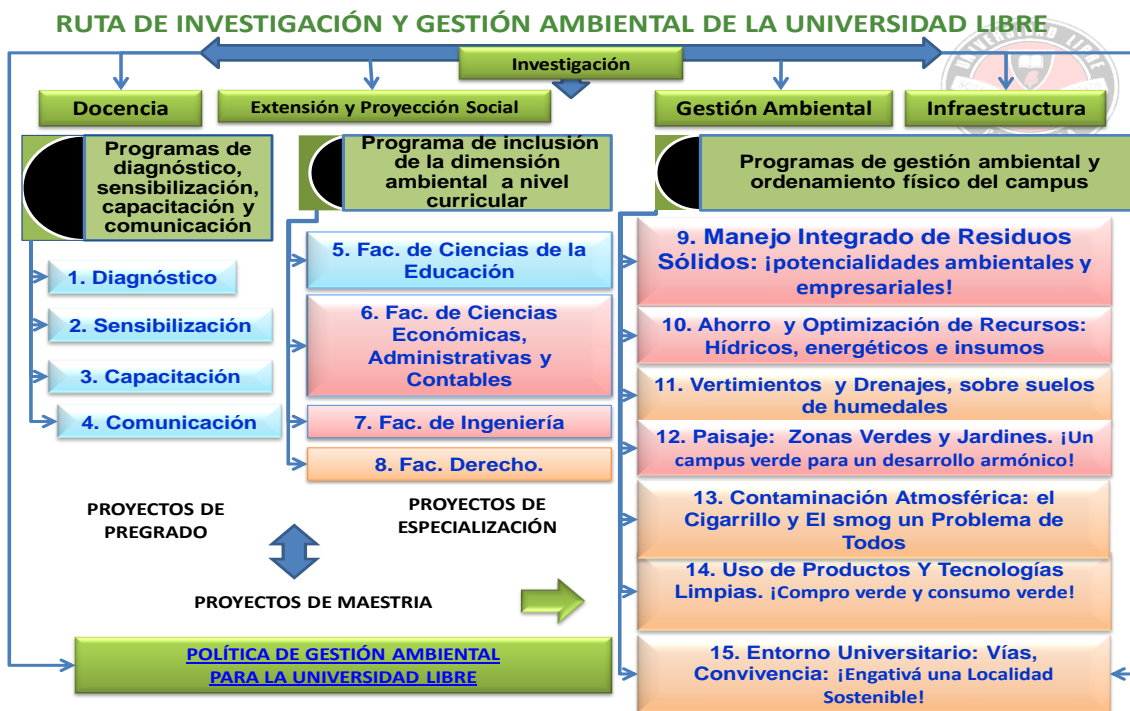 RUTA DE INVESTIGACIÓN Y GESTIÓN AMBIENTAL DE LA UNIVERSIDAD LIBRE
UNIVERSIDAD LIBRE
Investigación
Docencia
Extensión y Proyección Social
Gestión Ambiental
Infraestructura
Programas de
diagnóstico,
sensibilización,
capacitación y
comunicación
1. Diagnóstico
2. Sensibilización
3. Capacitación
4. Comunicación
Programa de inclusión
de la dimensión
ambiental a nivel
curricular
5. Fac. de Ciencias de la
Educación
6. Fac. de Ciencias
Económicas,
Administrativas y
Contables
7. Fac. de Ingeniería
8. Fac. Derecho.
Programas de gestión ambiental y
ordenamiento físico del campus
9. Manejo Integrado de Residuos
Sólidos: ¡potencialidades ambientales y
empresariales!
10. Ahorro y Optimización de Recursos:
Hídricos, energéticos e insumos
11. Vertimientos y Drenajes, sobre suelos
de humedales
12. Paisaje: Zonas Verdes y Jardines. ¡Un
campus verde para un desarrollo armónico!
13. Contaminación Atmosférica: el
Cigarrillo y El smog un Problema de
Todos
14. Uso de Productos Y Tecnologías
Limpias. ¡Compro verde y consumo verde!
15. Entorno Universitario: Vías,
Convivencia: ¡Engativá una Localidad
Sostenible!
PROYECTOS DE
PREGRADO
PROYECTOS DE
ESPECIALIZACIÓN
PROYECTOS DE MAESTRIA
POLÍTICA DE GESTIÓN AMBIENTAL
PARA LA UNIVERSIDAD LIBRE